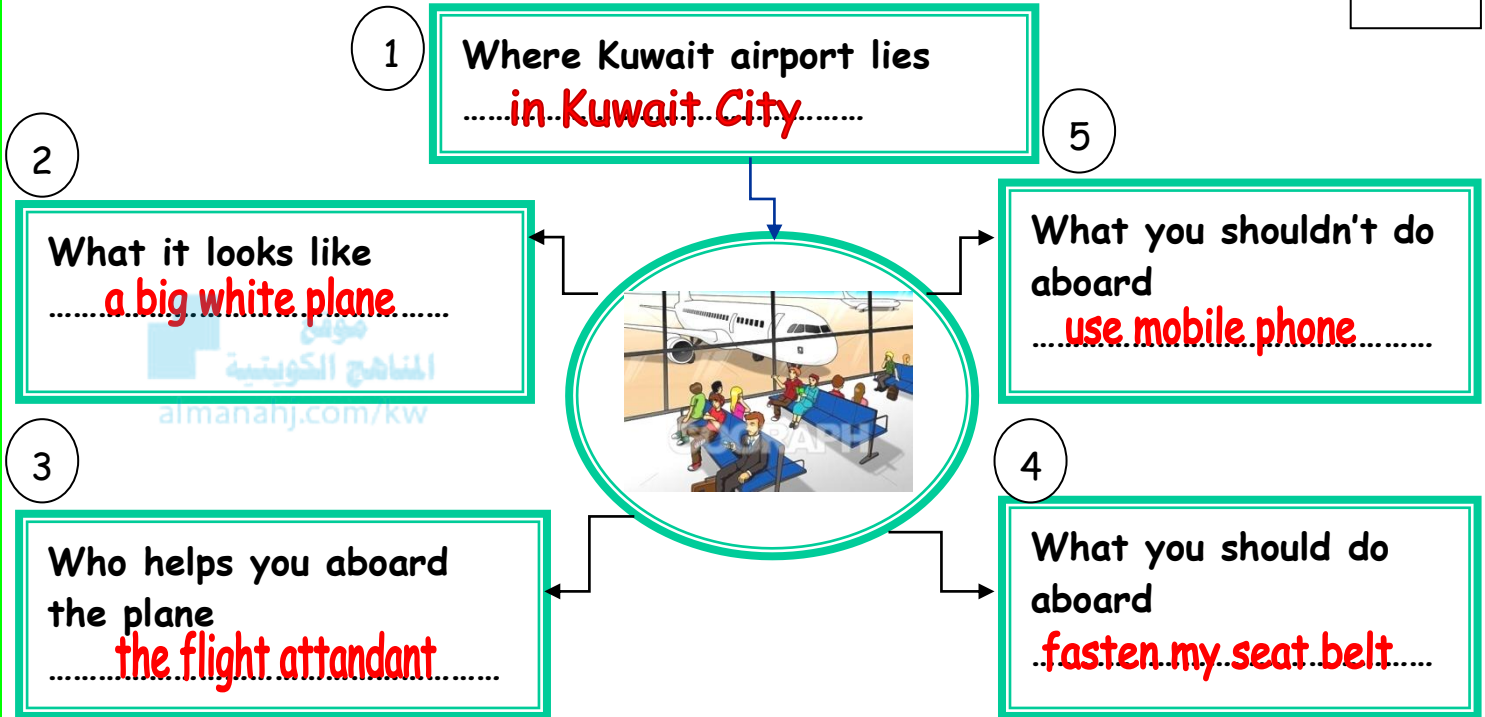 1
Where Kuwait airport lies
......in Kuwait City......
2
What it looks like
......a big white plane......
موقع
المناهج الكويتية
almanahj.com/kw
3
Who helps you aboard
the plane
......the flight attandant......
4
What you should do
aboard
...fasten my seat belt......
5
What you shouldn't do
aboard
......use mobile phone......
GOGRAPH